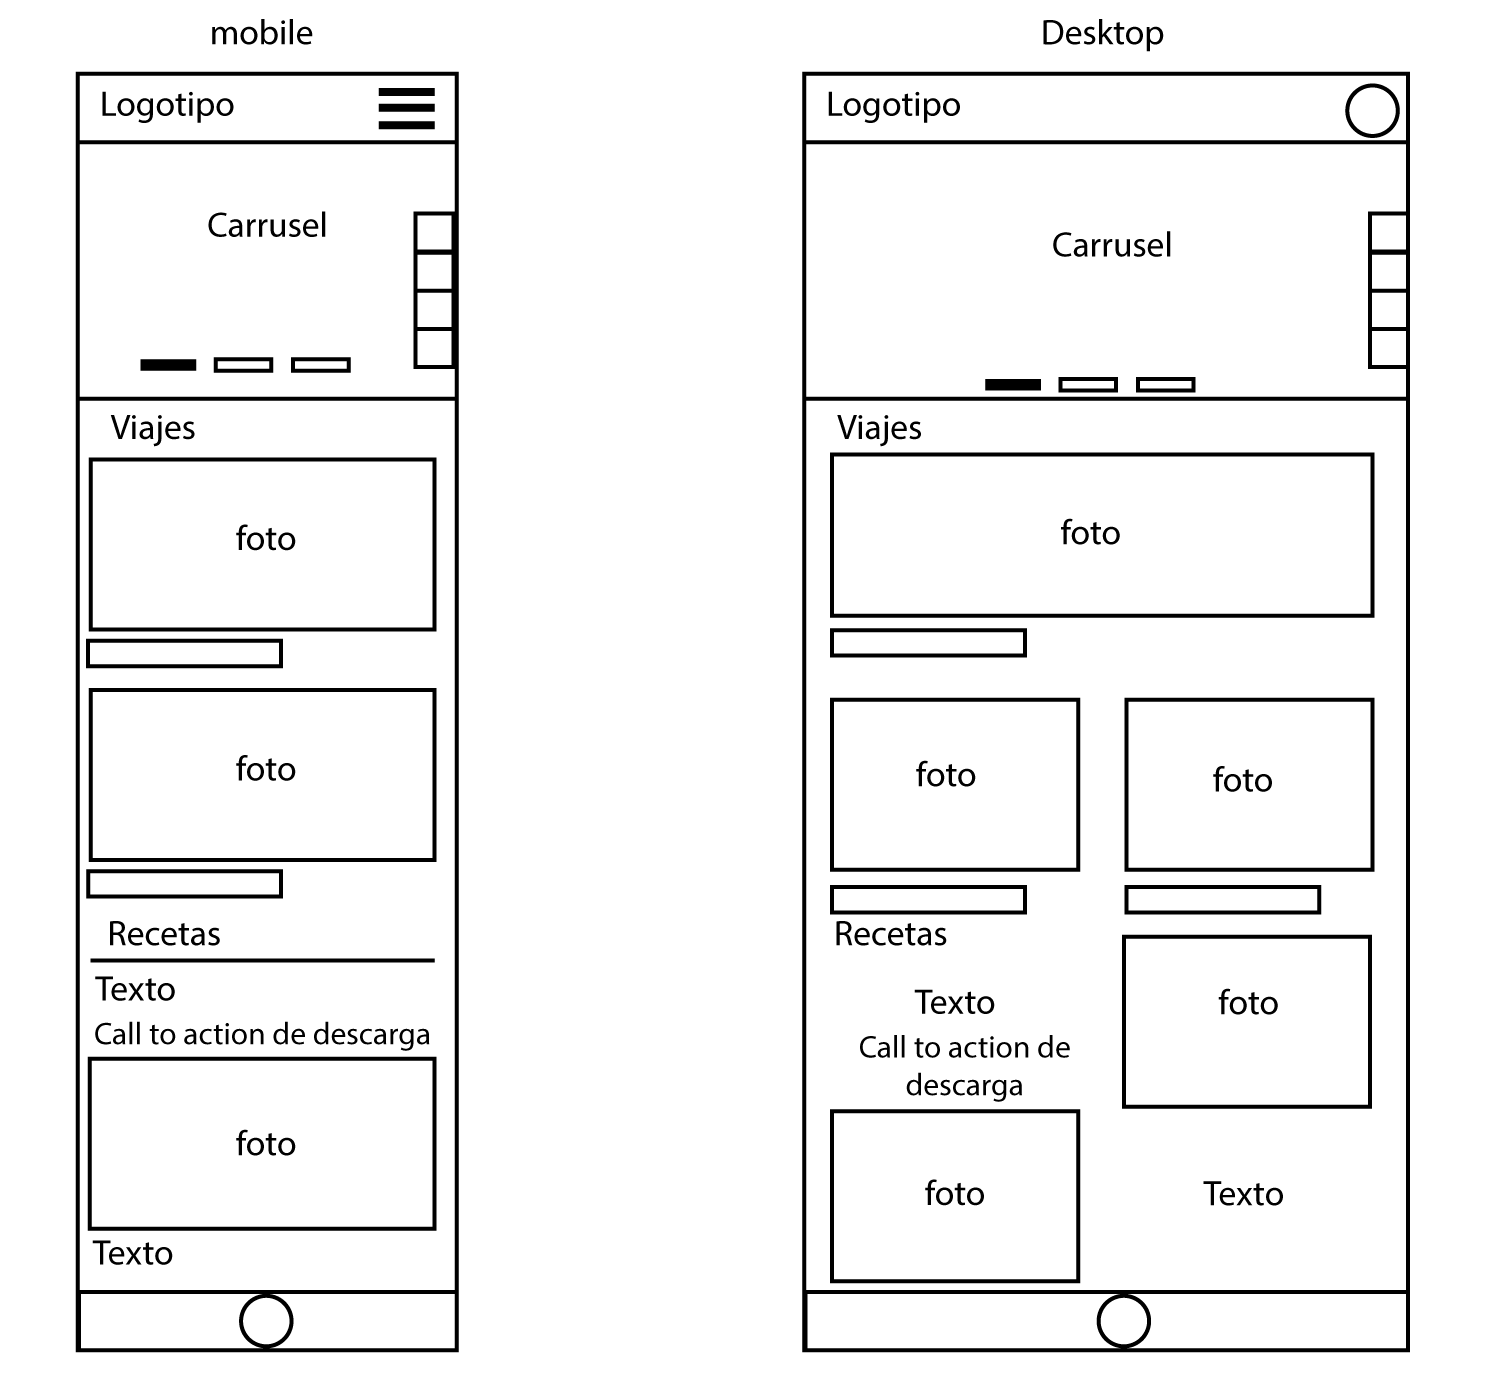 mobile
Logotipo
Carrusel
Viajes
foto
foto
Recetas
Texto
Call to action de descarga
foto
Texto
Desktop
Logotipo
Carrusel
Viajes
foto
foto
foto
Recetas
Texto
Call to action de
descarga
foto
foto
Texto